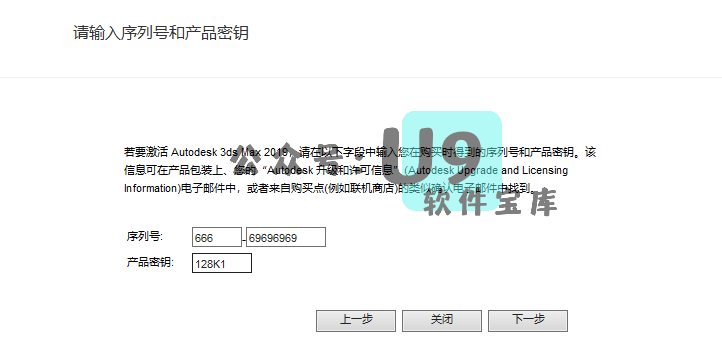 请输入序列号和产品密钥
若要激活 Autodesk 3ds Max 2019，请在以下字段中输入您在购买时得到的序列号和产品密钥。该
信息可在产品包装上、您的“Autodesk 升级和许可信息”(Autodesk Upgrade and Licensing
Information)电子邮件中，或者来自购买点(例如联机商店)的类似确认电子邮件中找到。
公众号：U9
软件宝库
序列号: 666 - 69696969
产品密钥: 128K1
上一步 关闭 下一步